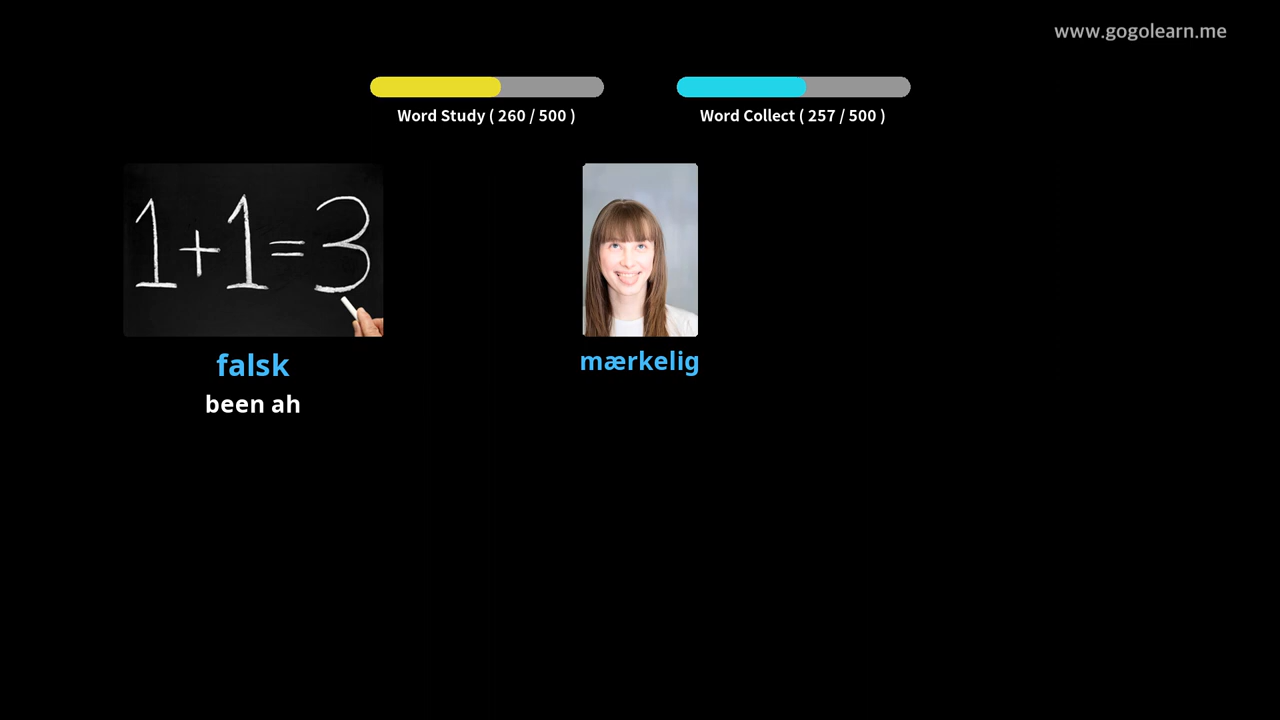 www.gogolearn.me
Word Study ( 260 / 500 )
Word Collect ( 257 / 500 )
1+1=3
falsk
been ah
mærkelig